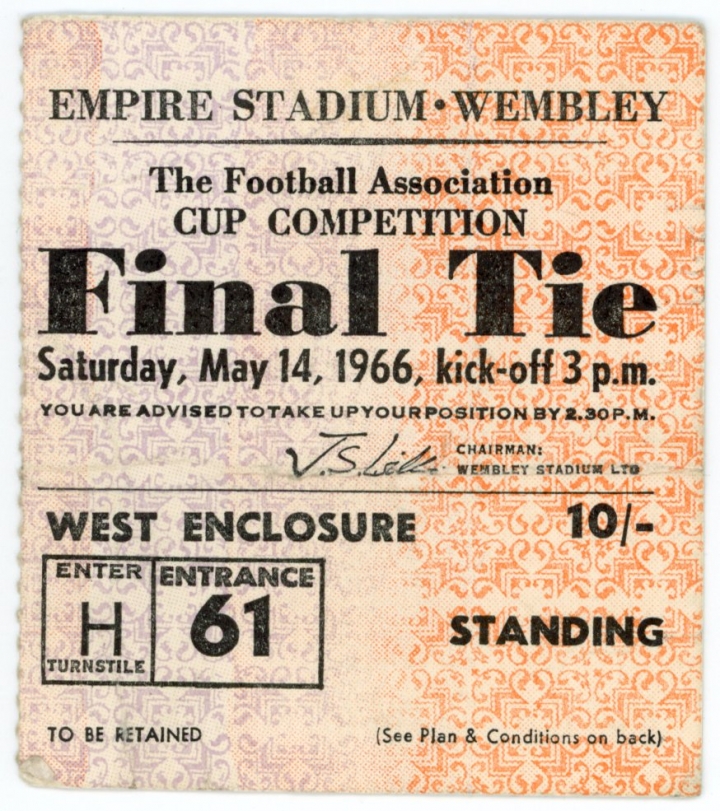 EMPIRE STADIUM • WEMBLEY
The Football Association
CUP COMPETITION
Final Tie
Saturday, May 14, 1966, kick-off 3 p.m.
YOU ARE ADVISED TO TAKE UP YOUR POSITION BY 2.30 P.M.
CHAIRMAN:
WEMBLEY STADIUM LTD
WEST ENCLOSURE 10/-
ENTER ENTRANCE
H 61
TURNSTILE
STANDING
TO BE RETAINED (See Plan & Conditions on back)